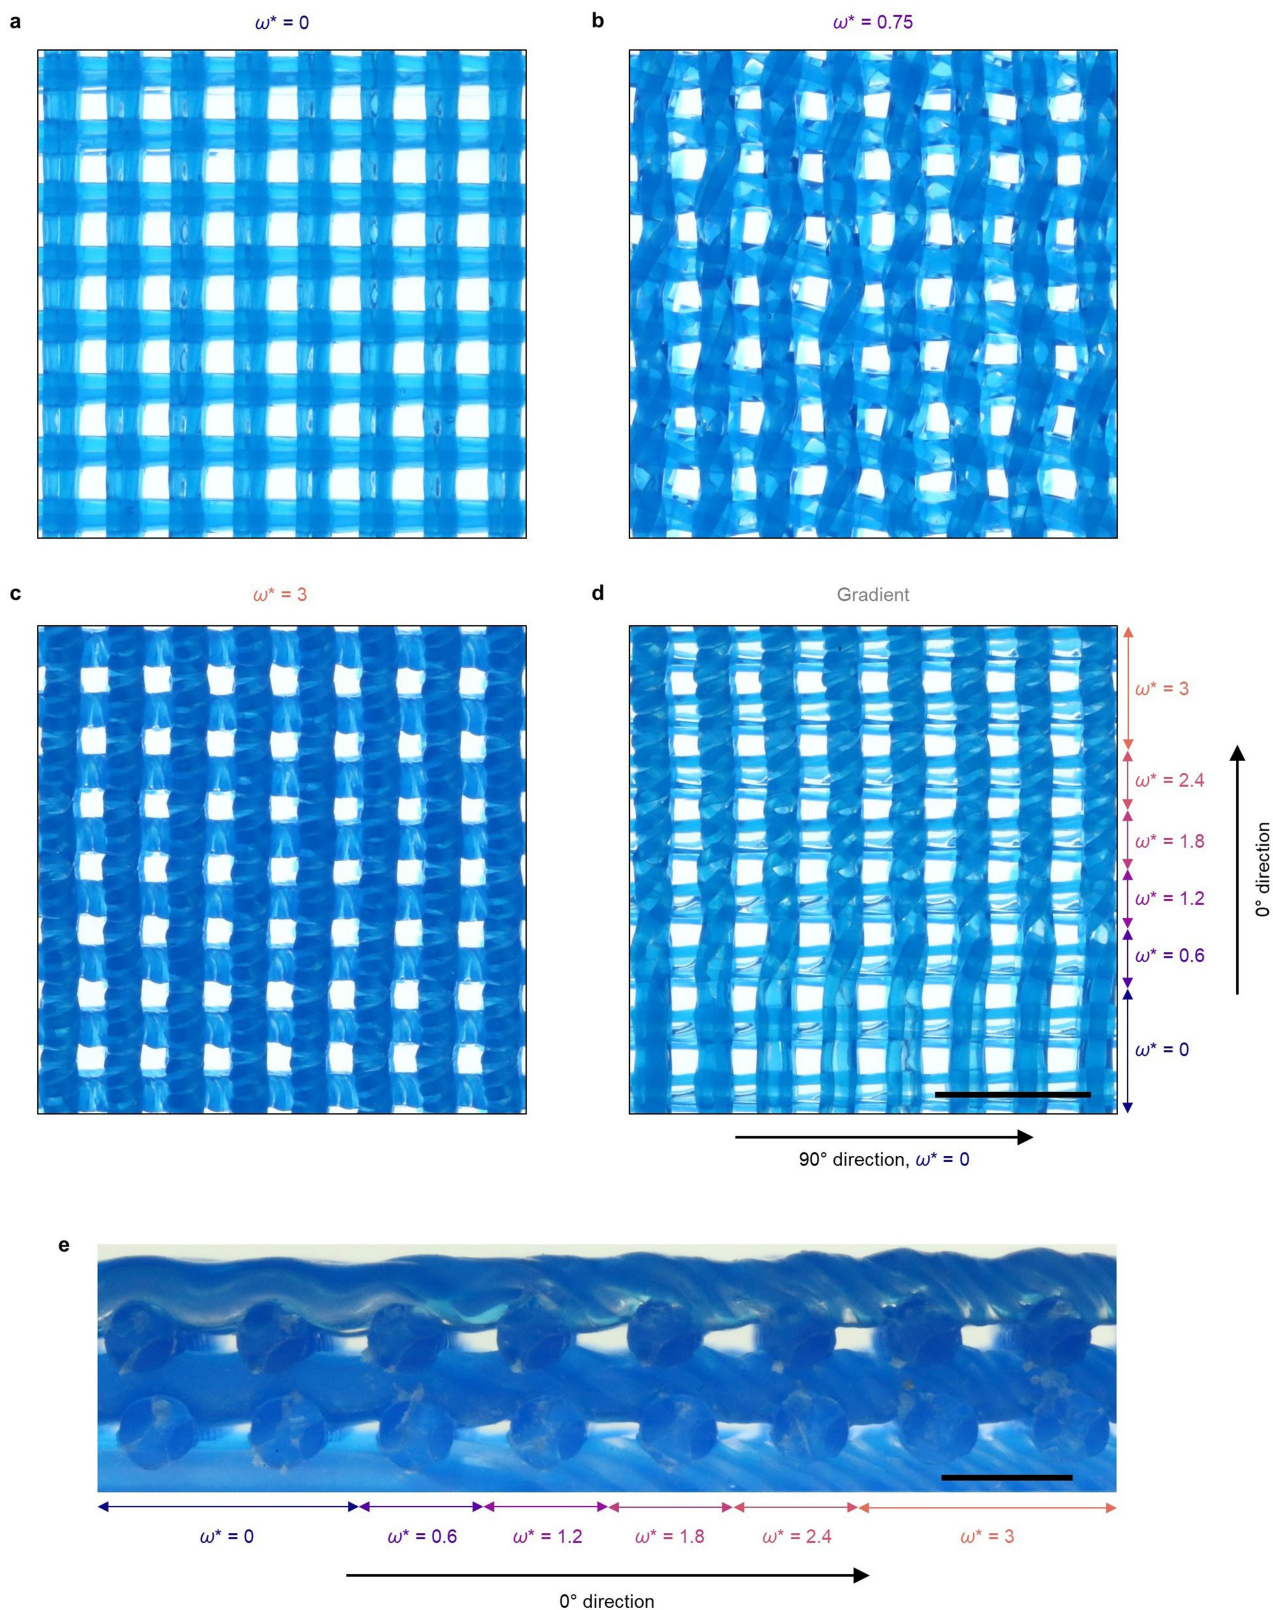 a
ω* = 0
b
ω* = 0.75
c
ω* = 3
d
Gradient
ω* = 3
ω* = 2.4
ω* = 1.8
ω* = 1.2
ω* = 0.6
ω* = 0
0° direction
90° direction, ω* = 0
e
ω* = 0
ω* = 0.6
ω* = 1.2
ω* = 1.8
ω* = 2.4
ω* = 3
0° direction